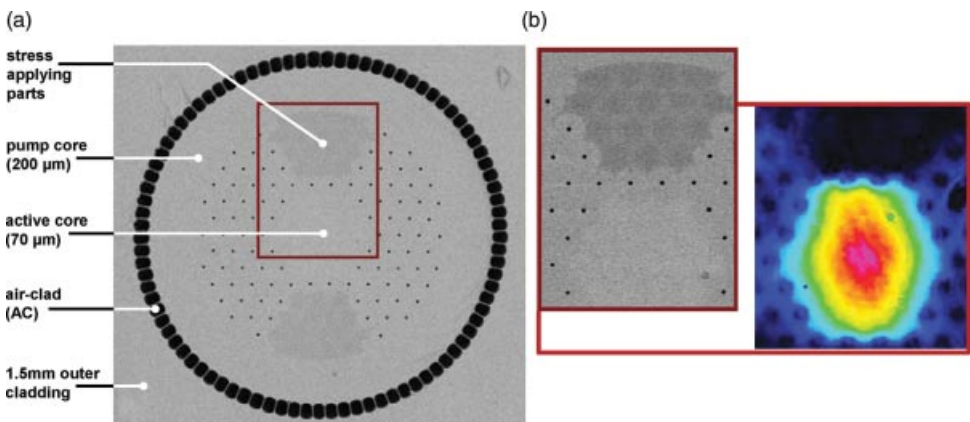 (a)
stress
applying
parts
pump core
(200 μm)
active core
(70 μm)
air-clad
(AC)
1.5mm outer
cladding
(b)